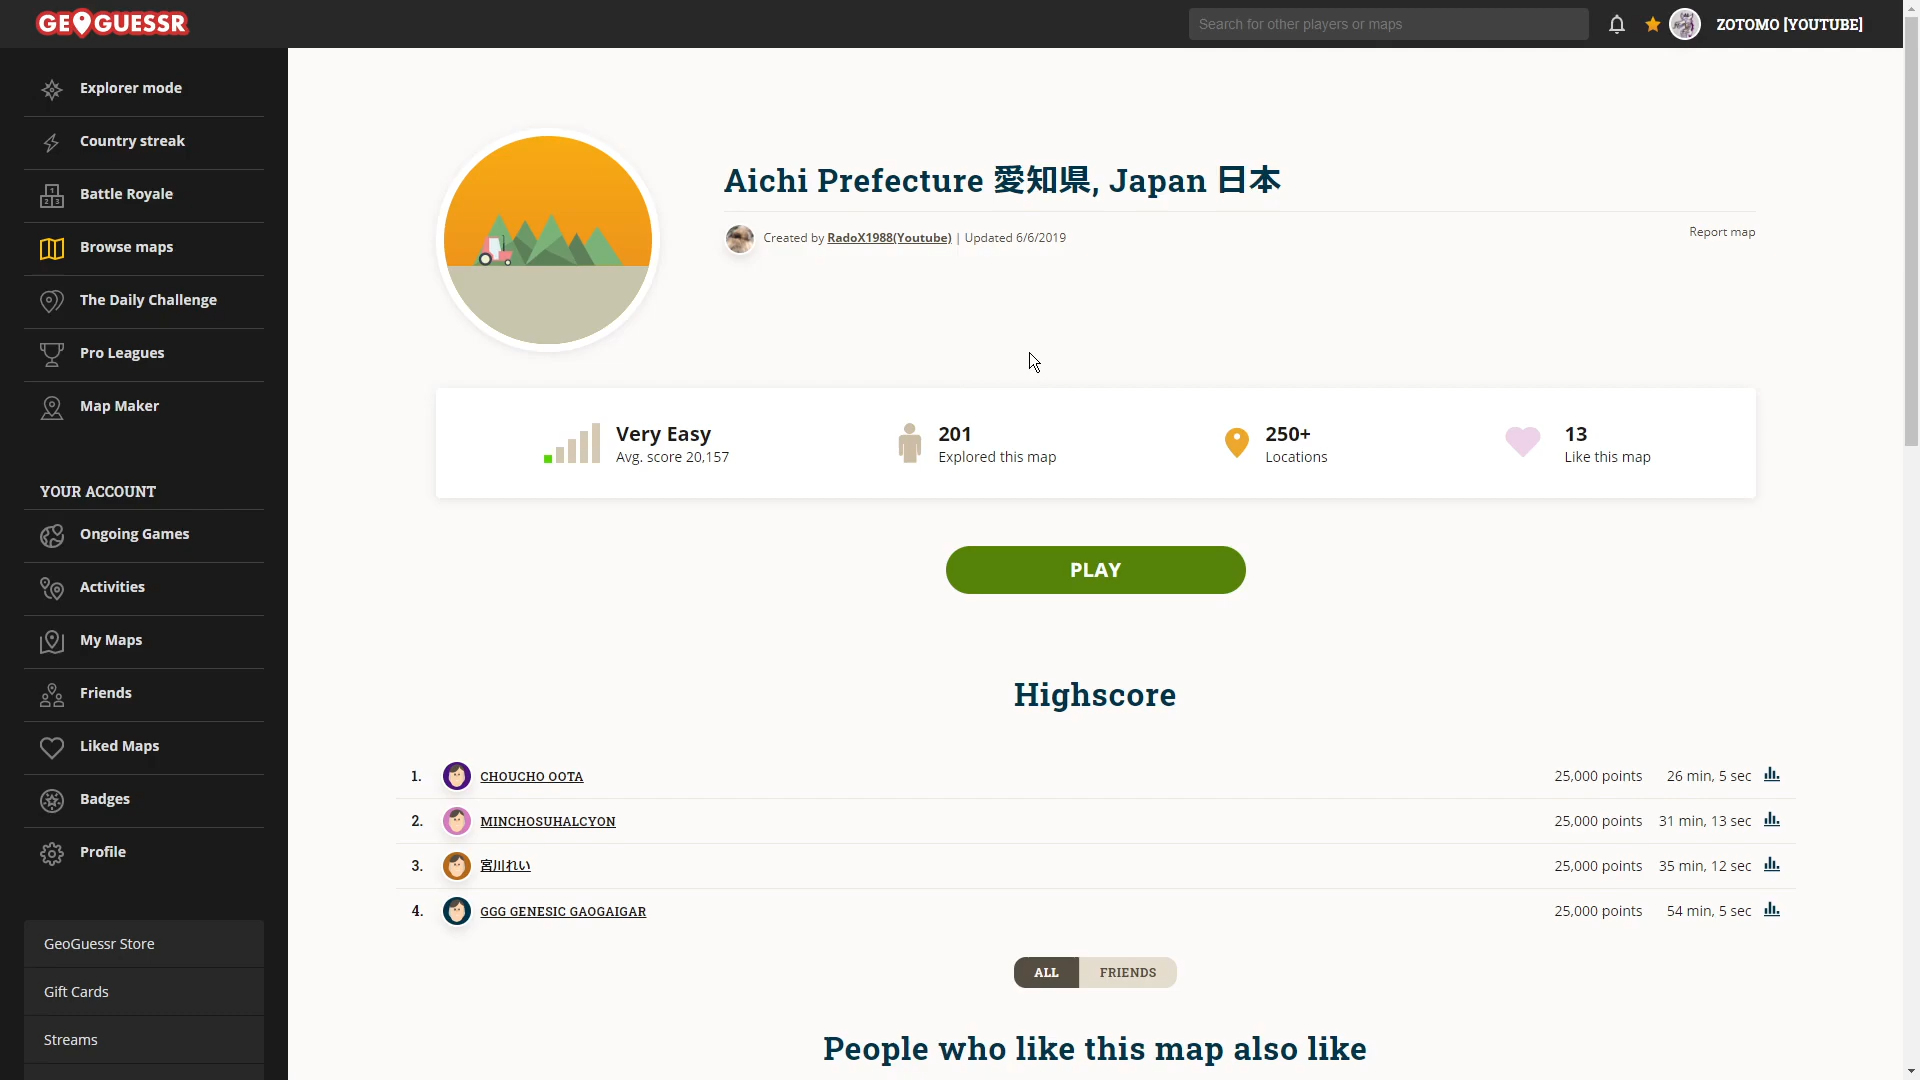 GEOGUESSR
Search for other players or maps
ZOTOMO [YOUTUBE]
Explorer mode
Country streak
Battle Royale
Browse maps
The Daily Challenge
Pro Leagues
Map Maker
YOUR ACCOUNT
Ongoing Games
Activities
My Maps
Friends
Liked Maps
Badges
Profile
GeoGuessr Store
Gift Cards
Streams
Aichi Prefecture 愛知県, Japan 日本
Created by RadoX1988(Youtube) | Updated 6/6/2019
Report map
Very Easy
Avg. score 20,157
201
Explored this map
250+
Locations
13
Like this map
PLAY
Highscore
1. CHOUCHO OOTA 25,000 points 26 min, 5 sec
2. MINCHOSUHALCYON 25,000 points 31 min, 13 sec
3. 宮川れい 25,000 points 35 min, 12 sec
4. GGG GENESIC GAOGAIGAR 25,000 points 54 min, 5 sec
ALL FRIENDS
People who like this map also like